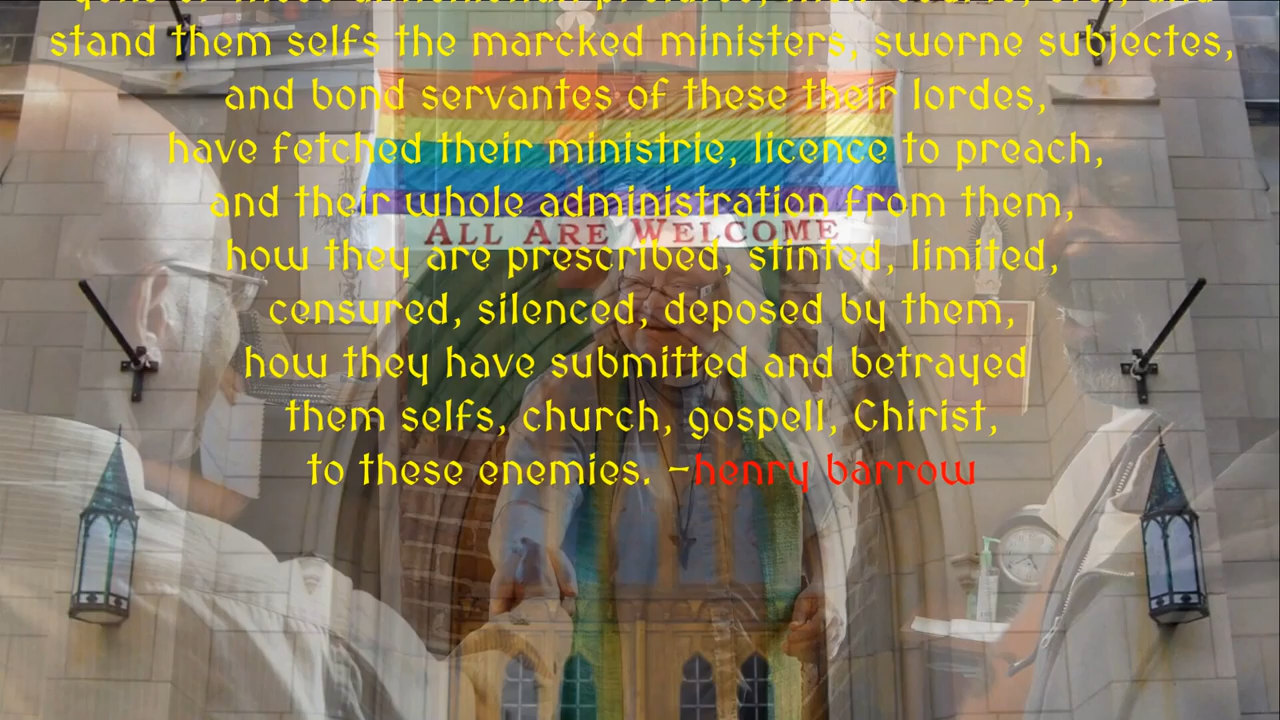 stand them selfs the marcked ministers, sworne subjectes,
and bond servantes of these their lordes,
have fetched their ministrie, licence to preach,
and their whole administration from them,
ALL ARE WELCOME
how they are prescribed, stinted, limited,
censured, silenced, deposed by them,
how they have submitted and betrayed
them selfs, church, gospell, Chirist,
to these enemies. -henry barrow